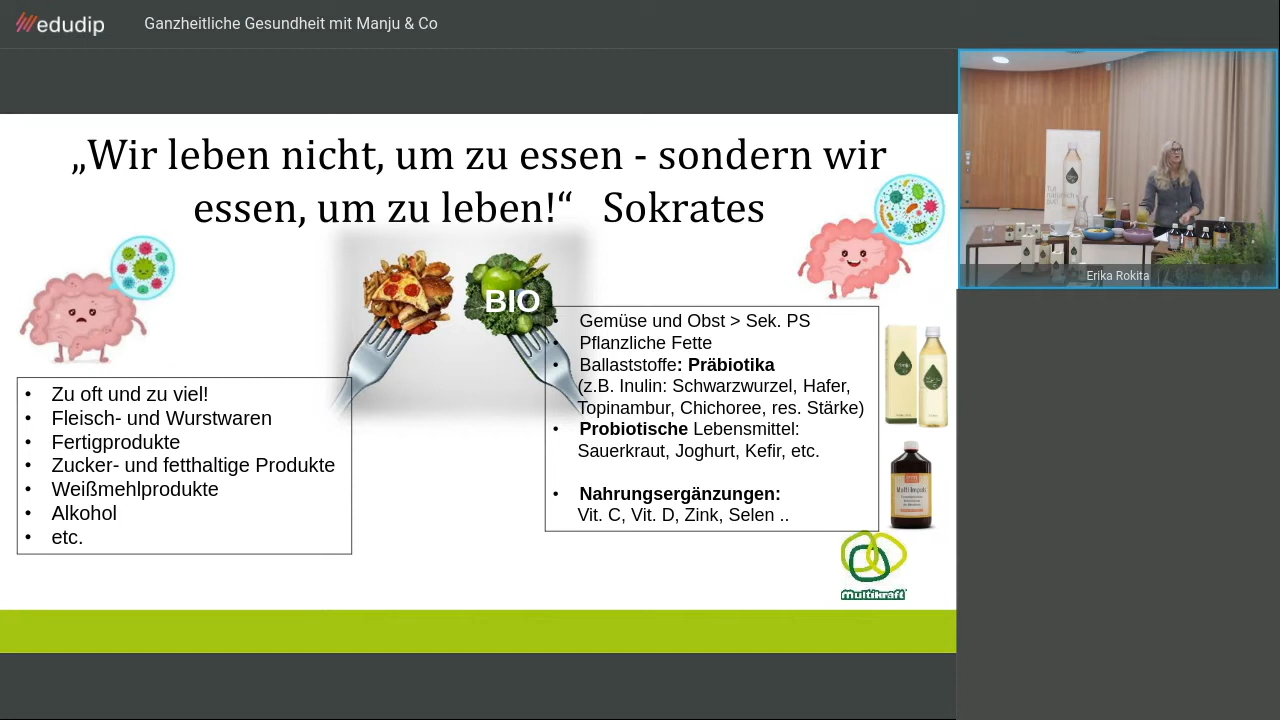 edudip
Ganzheitliche Gesundheit mit Manju & Co
„Wir leben nicht, um zu essen - sondern wir
essen, um zu leben!“ Sokrates
BIO
• Zu oft und zu viel!
• Fleisch- und Wurstwaren
• Fertigprodukte
• Zucker- und fetthaltige Produkte
• Weißmehlprodukte
• Alkohol
• etc.
• Gemüse und Obst > Sek. PS
• Pflanzliche Fette
• Ballaststoffe: Präbiotika
(z.B. Inulin: Schwarzwurzel, Hafer,
Topinambur, Chichoree, res. Stärke)
• Probiotische Lebensmittel:
Sauerkraut, Joghurt, Kefir, etc.
• Nahrungsergänzungen:
Vit. C, Vit. D, Zink, Selen ..
Multi Impuls
multikraft
Erika Rokita